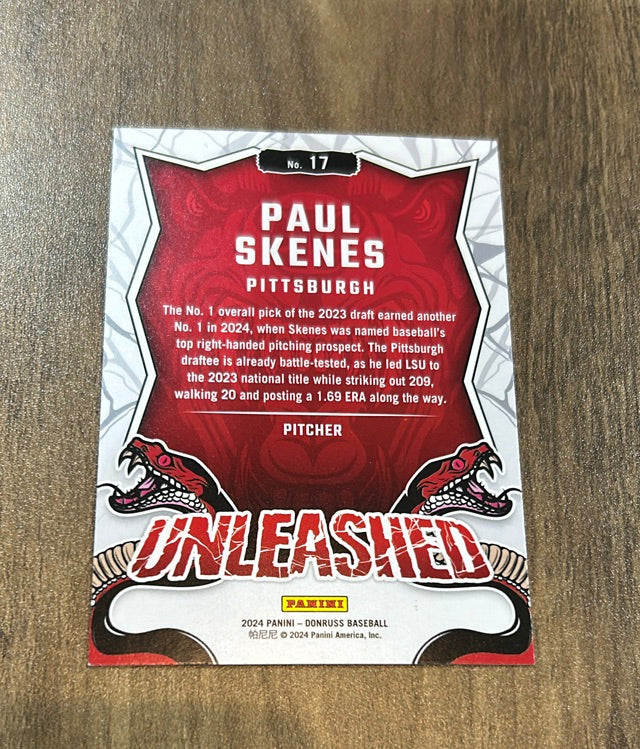 No. 17
PAUL
SKENES
PITTSBURGH
The No. 1 overall pick of the 2023 draft earned another
No. 1 in 2024, when Skenes was named baseball's
top right-handed pitching prospect. The Pittsburgh
draftee is already battle-tested, as he led LSU to
the 2023 national title while striking out 209,
walking 20 and posting a 1.69 ERA along the way.
PITCHER
UNLEASHED
PANINI
2024 PANINI – DONRUSS BASEBALL
帕尼尼 © 2024 Panini America, Inc.